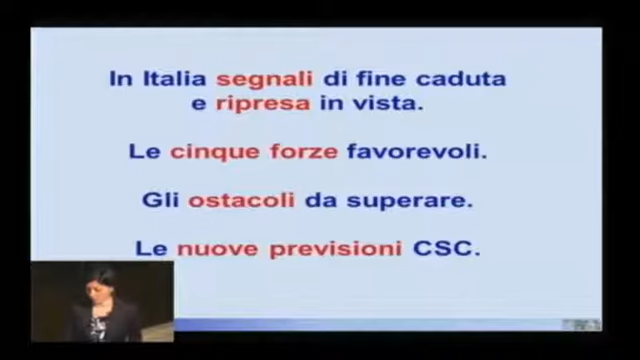 In Italia segnali di fine caduta
e ripresa in vista.
Le cinque forze favorevoli.
Gli ostacoli da superare.
Le nuove previsioni CSC.